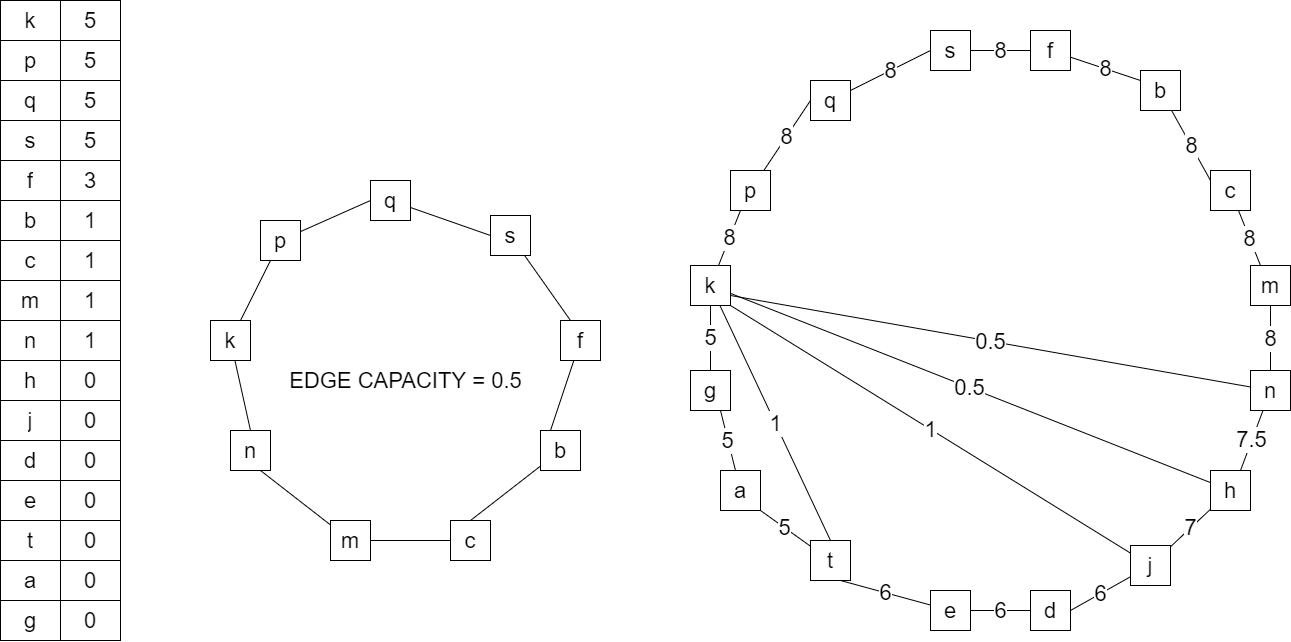 k 5
p 5
q 5
s 5
f 3
b 1
c 1
m 1
n 1
h 0
j 0
d 0
e 0
t 0
a 0
g 0
q
p s
k f
EDGE CAPACITY = 0.5
n b
m c
s 8 f
8 8
q b
8 8
p c
8 8
k m
5 0.5 8
g 0.5 n
5 1 1 7.5
a h
5 7
t j
6 6
e 6 d